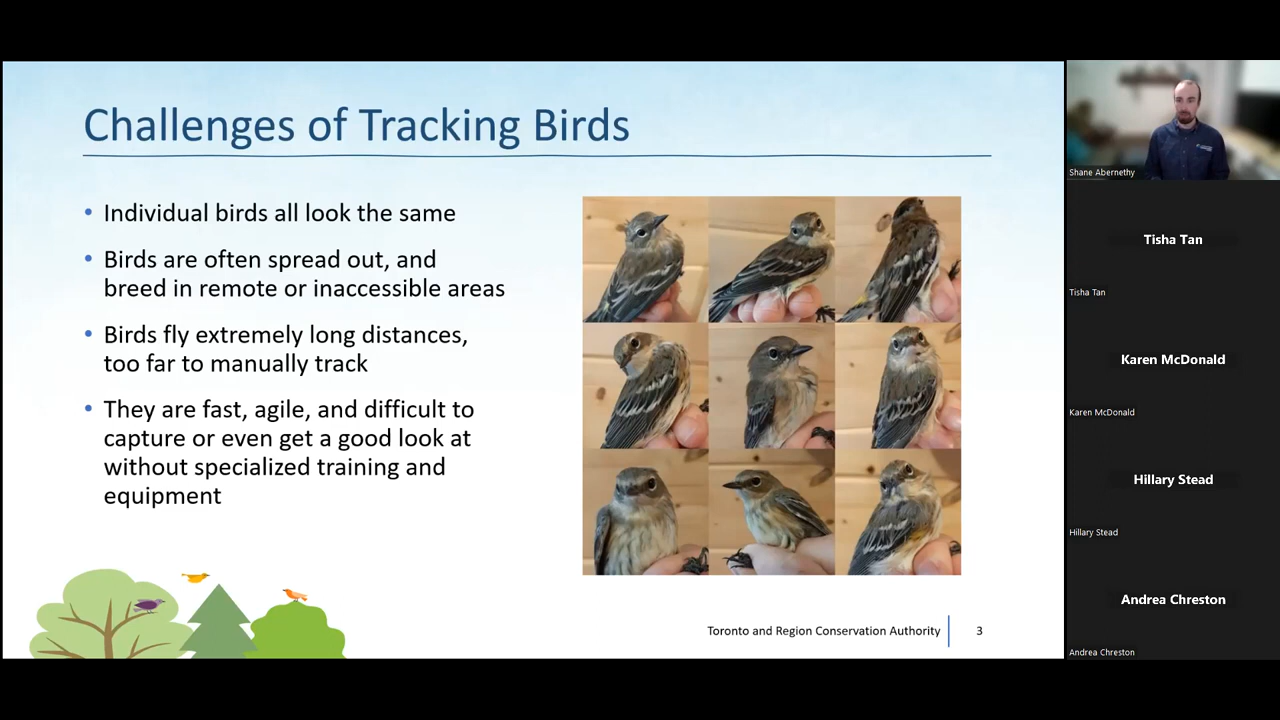 Challenges of Tracking Birds
• Individual birds all look the same
• Birds are often spread out, and
breed in remote or inaccessible areas
• Birds fly extremely long distances,
too far to manually track
• They are fast, agile, and difficult to
capture or even get a good look at
without specialized training and
equipment
Toronto and Region Conservation Authority
3
Shane Abernethy
Tisha Tan
Tisha Tan
Karen McDonald
Karen McDonald
Hillary Stead
Hillary Stead
Andrea Chreston
Andrea Chreston